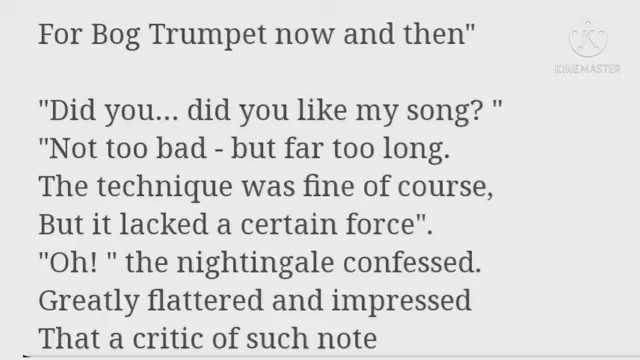 For Bog Trumpet now and then"
KINEMASTER
"Did you... did you like my song? "
"Not too bad - but far too long.
The technique was fine of course,
But it lacked a certain force".
"Oh! " the nightingale confessed.
Greatly flattered and impressed
That a critic of such note